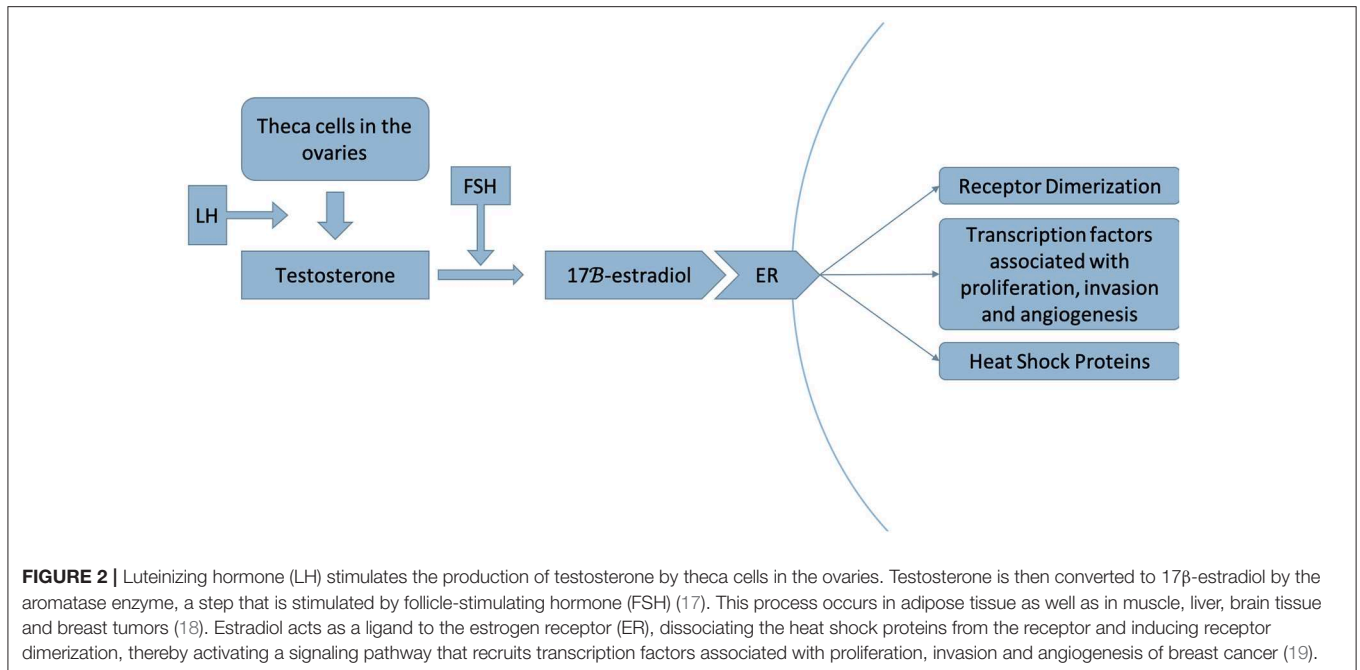 Theca cells in the
ovaries
FSH
LH
Testosterone
17ℬ-estradiol
ER
Receptor Dimerization
Transcription factors
associated with
proliferation, invasion
and angiogenesis
Heat Shock Proteins
FIGURE 2 | Luteinizing hormone (LH) stimulates the production of testosterone by theca cells in the ovaries. Testosterone is then converted to 17β-estradiol by the
aromatase enzyme, a step that is stimulated by follicle-stimulating hormone (FSH) (17). This process occurs in adipose tissue as well as in muscle, liver, brain tissue
and breast tumors (18). Estradiol acts as a ligand to the estrogen receptor (ER), dissociating the heat shock proteins from the receptor and inducing receptor
dimerization, thereby activating a signaling pathway that recruits transcription factors associated with proliferation, invasion and angiogenesis of breast cancer (19).